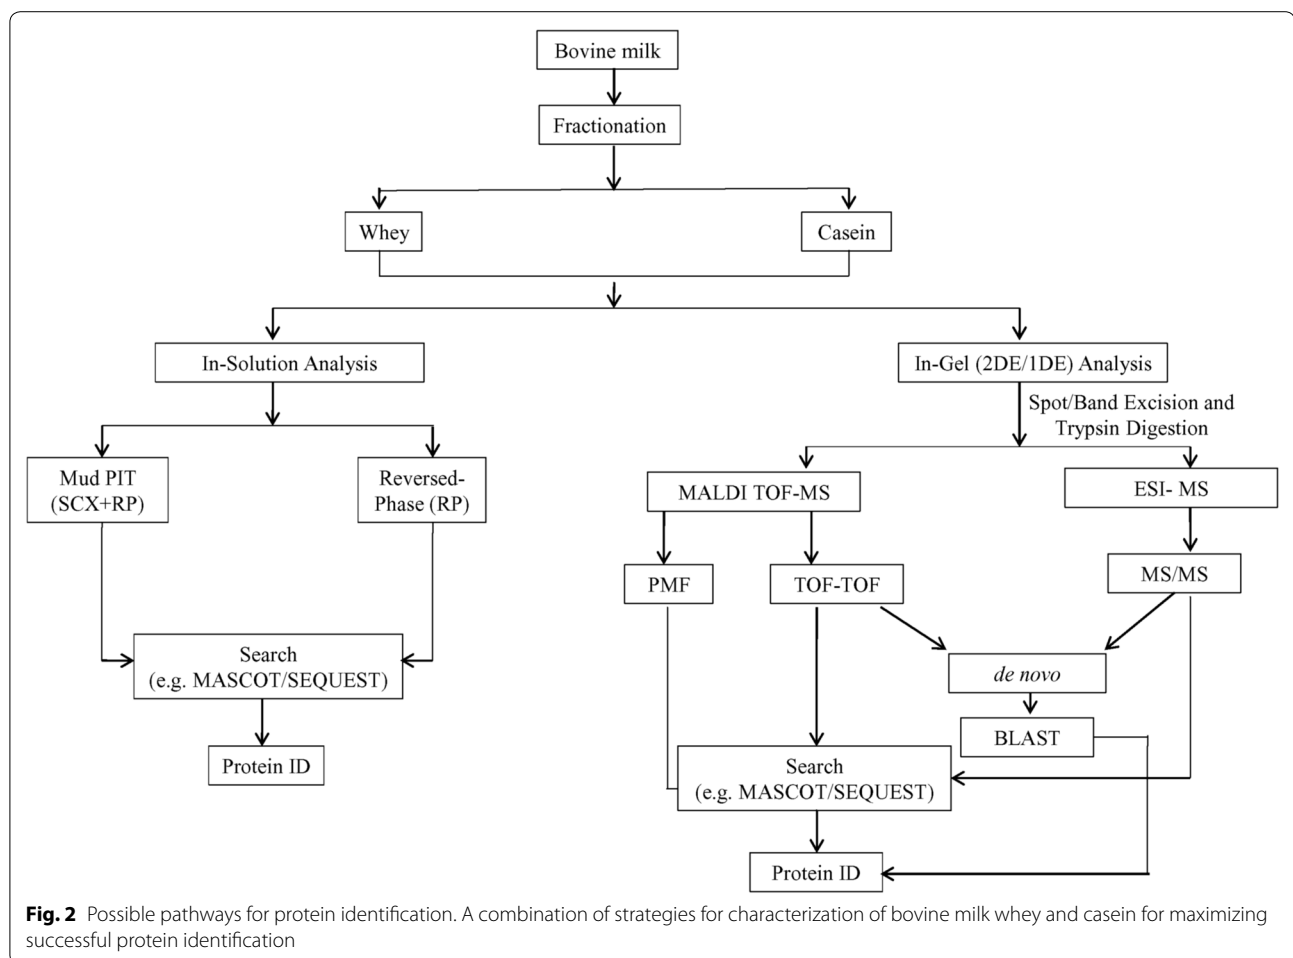 Bovine milk
Fractionation
Whey
Casein
In-Solution Analysis
In-Gel (2DE/1DE) Analysis
Spot/Band Excision and
Trypsin Digestion
Mud PIT
(SCX+RP)
Reversed-
Phase (RP)
MALDI TOF-MS
ESI- MS
PMF
TOF-TOF
MS/MS
Search
(e.g. MASCOT/SEQUEST)
de novo
BLAST
Protein ID
Search
(e.g. MASCOT/SEQUEST)
Protein ID
Fig. 2 Possible pathways for protein identification. A combination of strategies for characterization of bovine milk whey and casein for maximizing
successful protein identification